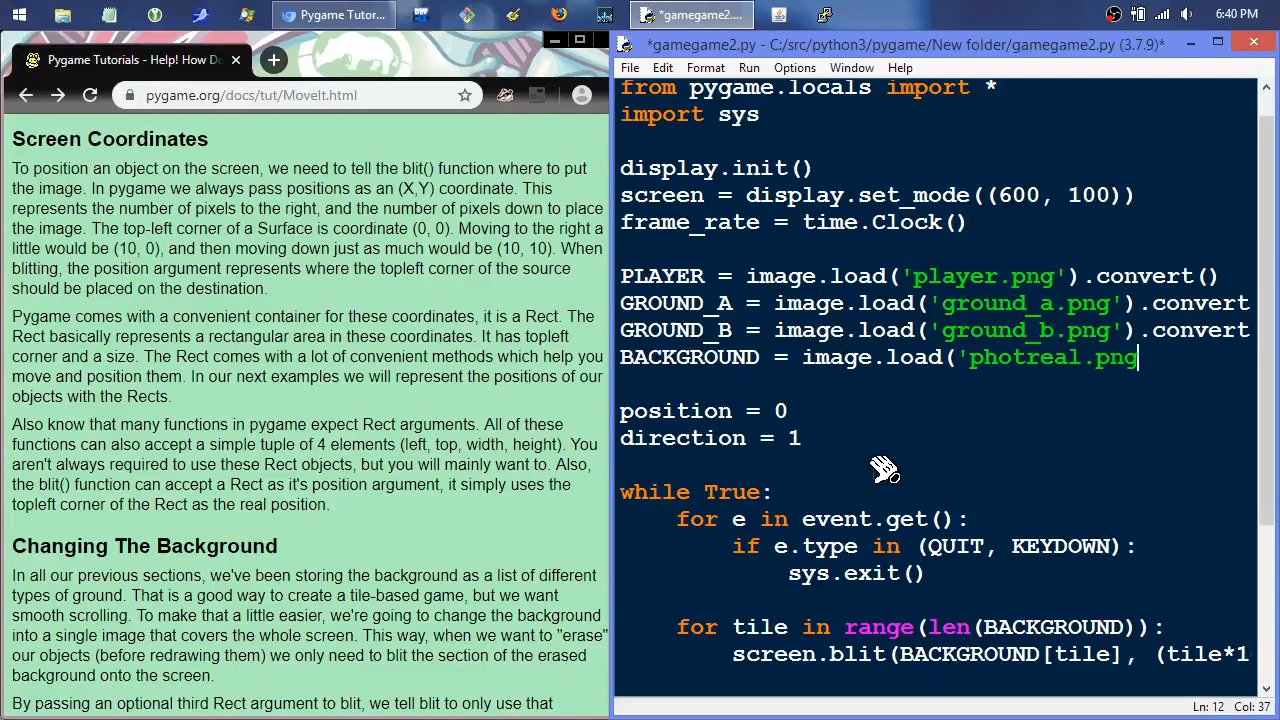 Pygame Tutor...
*gamegame2....
6:40 PM
Pygame Tutorials - Help! How Do
pygame.org/docs/tut/MoveIt.html
Screen Coordinates
To position an object on the screen, we need to tell the blit() function where to put
the image. In pygame we always pass positions as an (X,Y) coordinate. This
represents the number of pixels to the right, and the number of pixels down to place
the image. The top-left corner of a Surface is coordinate (0, 0). Moving to the right a
little would be (10, 0), and then moving down just as much would be (10, 10). When
blitting, the position argument represents where the topleft corner of the source
should be placed on the destination.
Pygame comes with a convenient container for these coordinates, it is a Rect. The
Rect basically represents a rectangular area in these coordinates. It has topleft
corner and a size. The Rect comes with a lot of convenient methods which help you
move and position them. In our next examples we will represent the positions of our
objects with the Rects.
Also know that many functions in pygame expect Rect arguments. All of these
functions can also accept a simple tuple of 4 elements (left, top, width, height). You
aren't always required to use these Rect objects, but you will mainly want to. Also,
the blit() function can accept a Rect as it's position argument, it simply uses the
topleft corner of the Rect as the real position.
Changing The Background
In all our previous sections, we've been storing the background as a list of different
types of ground. That is a good way to create a tile-based game, but we want
smooth scrolling. To make that a little easier, we're going to change the background
into a single image that covers the whole screen. This way, when we want to "erase"
our objects (before redrawing them) we only need to blit the section of the erased
background onto the screen.
By passing an optional third Rect argument to blit, we tell blit to only use that
*gamegame2.py - C:/src/python3/pygame/New folder/gamegame2.py (3.7.9)*
File Edit Format Run Options Window Help
from pygame.locals import *
import sys
display.init()
screen = display.set_mode((600, 100))
frame_rate = time.Clock()
PLAYER = image.load('player.png').convert()
GROUND_A = image.load('ground_a.png').convert
GROUND_B = image.load('ground_b.png').convert
BACKGROUND = image.load('photreal.png
position = 0
direction = 1
while True:
for e in event.get():
if e.type in (QUIT, KEYDOWN):
sys.exit()
for tile in range(len(BACKGROUND)):
screen.blit(BACKGROUND[tile], (tile*1
Ln: 12 Col: 37